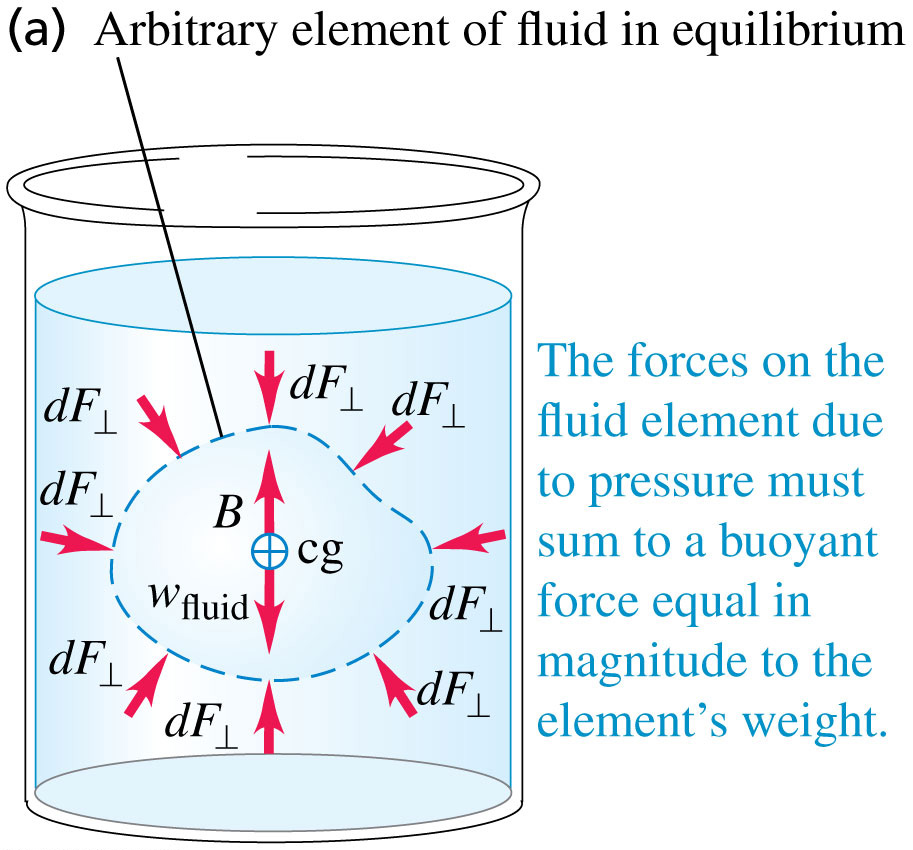 (a) Arbitrary element of fluid in equilibrium
dF⊥
dF⊥
dF⊥
dF⊥
B
cg
w_fluid
dF⊥
dF⊥
dF⊥
dF⊥
The forces on the
fluid element due
to pressure must
sum to a buoyant
force equal in
magnitude to the
element’s weight.